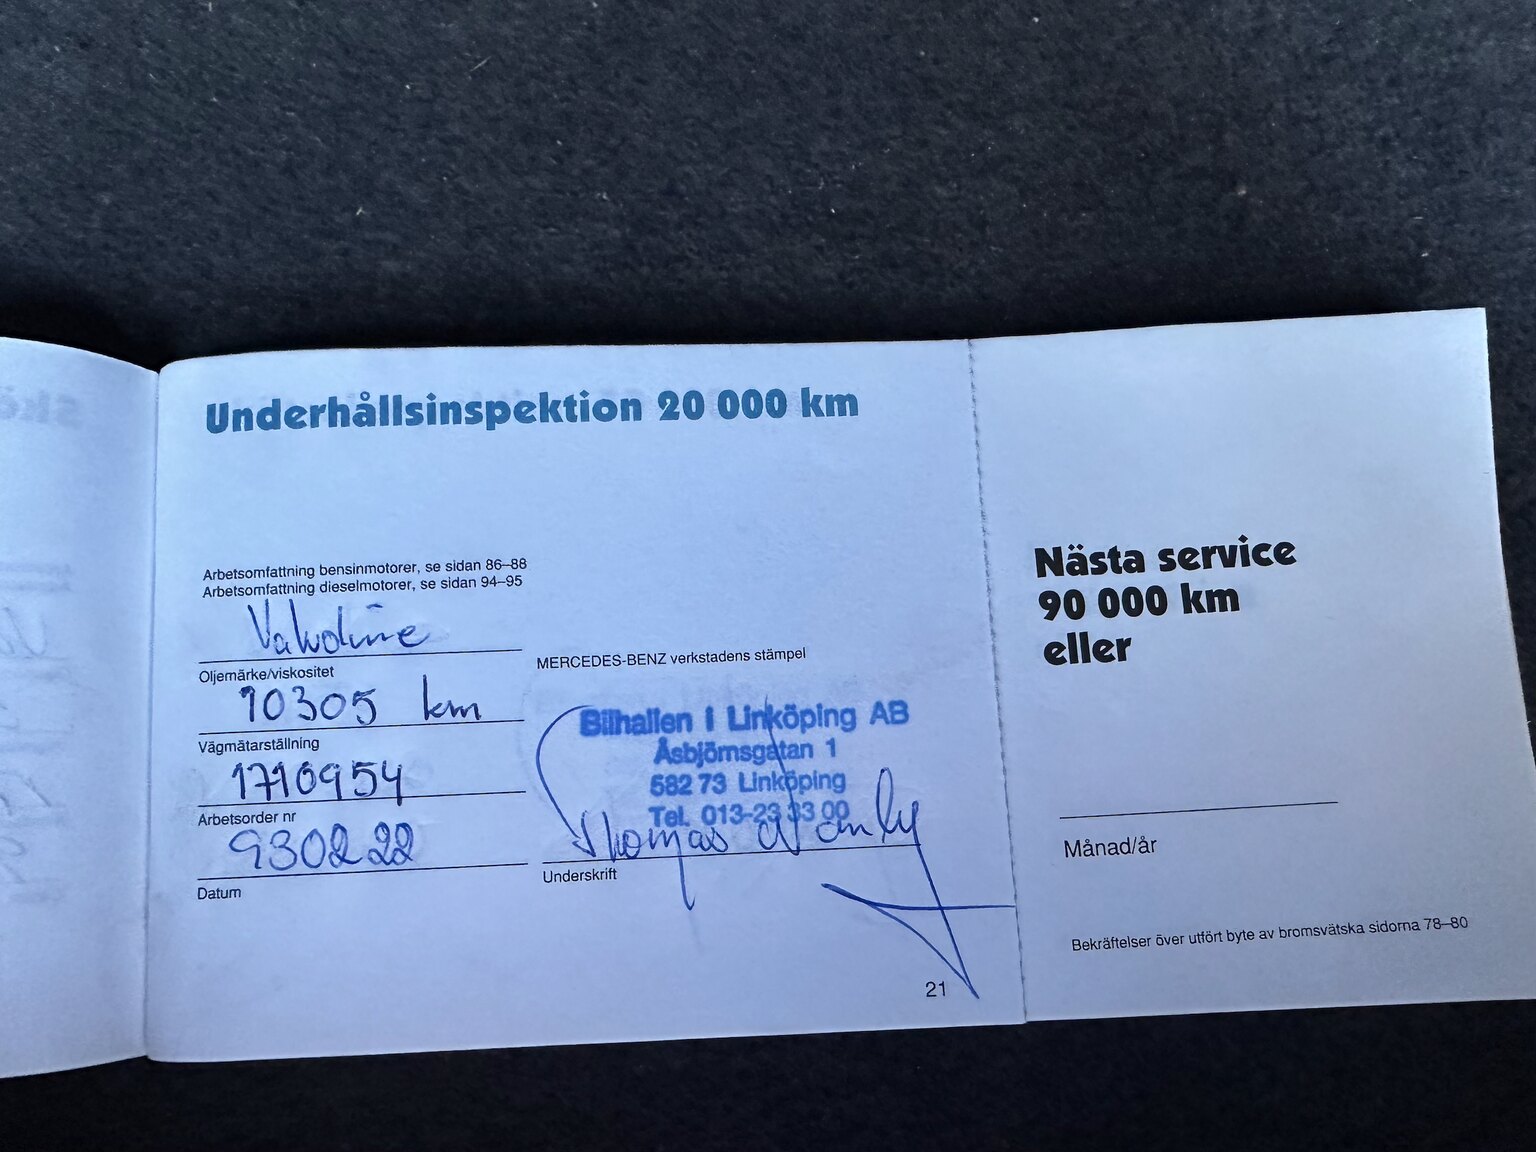 Underhållsinspektion 20 000 km
Arbetsomfattning bensinmotorer, se sidan 86–88
Arbetsomfattning dieselmotorer, se sidan 94–95
Valvoline
Oljemärke/viskositet
10305 km
Vägmätarställning
1710954
Arbetsorder nr
930222
Datum
MERCEDES-BENZ verkstadens stämpel
Bilhallen i Linköping AB
Åsbjörnsgatan 1
582 73 Linköping
Tel. 013-23 33 00
Thomas
Underskrift
21
Nästa service
90 000 km
eller
Månad/år
Bekräftelser över utfört byte av bromsvätska sidorna 78–80